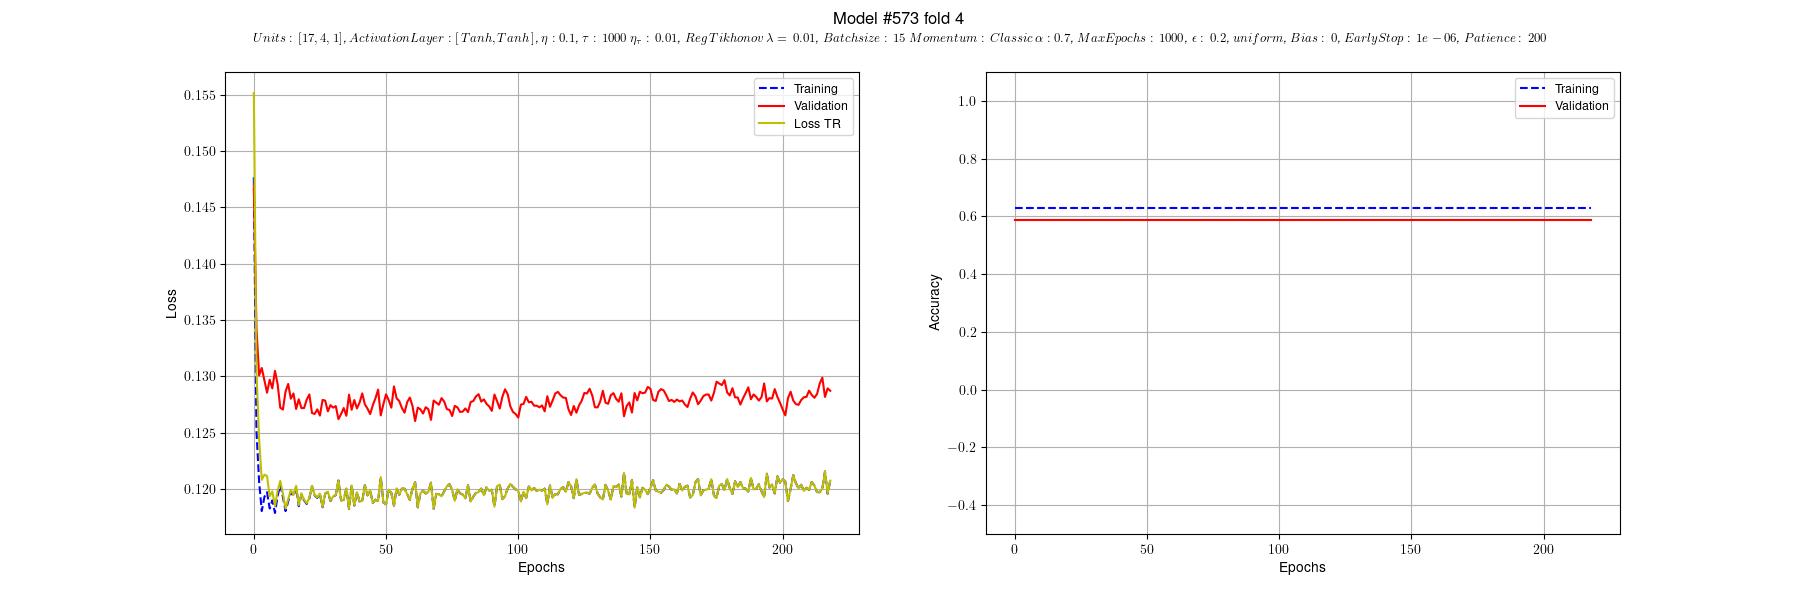 Model #573 fold 4
Units : [17, 4, 1], ActivationLayer : [Tanh, Tanh], η : 0.1, τ : 1000 ητ : 0.01, RegTikhonov λ = 0.01, Batchsize : 15 Momentum : Classic α : 0.7, MaxEpochs : 1000, ϵ : 0.2, uniform, Bias : 0, EarlyStop : 1e − 06, Patience : 200
Loss
0.155
0.150
0.145
0.140
0.135
0.130
0.125
0.120
Training
Validation
Loss TR
0
50
100
150
200
Epochs
Accuracy
1.0
0.8
0.6
0.4
0.2
0.0
−0.2
−0.4
Training
Validation
0
50
100
150
200
Epochs